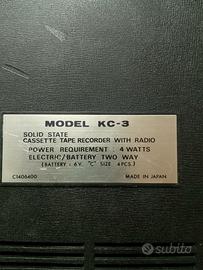 MODEL KC-3
SOLID STATE
CASSETTE TAPE RECORDER WITH RADIO
POWER REQUIREMENT : 4 WATTS
ELECTRIC/BATTERY TWO WAY
(BATTERY : 6V. "C" SIZE 4PCS.)
C1406400 MADE IN JAPAN
subito